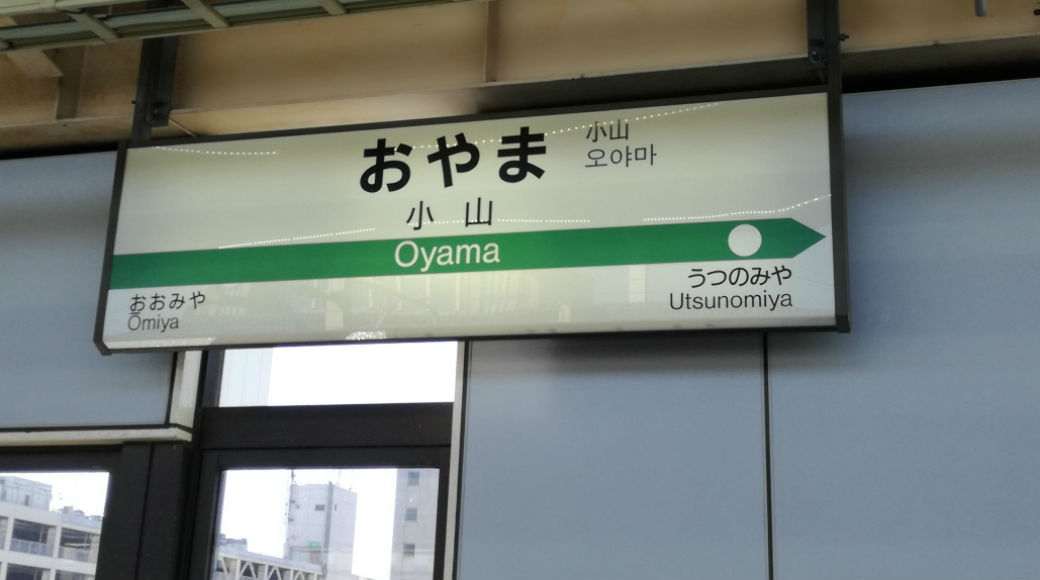 おやま
小山
오야마
小山
Oyama
おおみや
Ōmiya
うつのみや
Utsunomiya